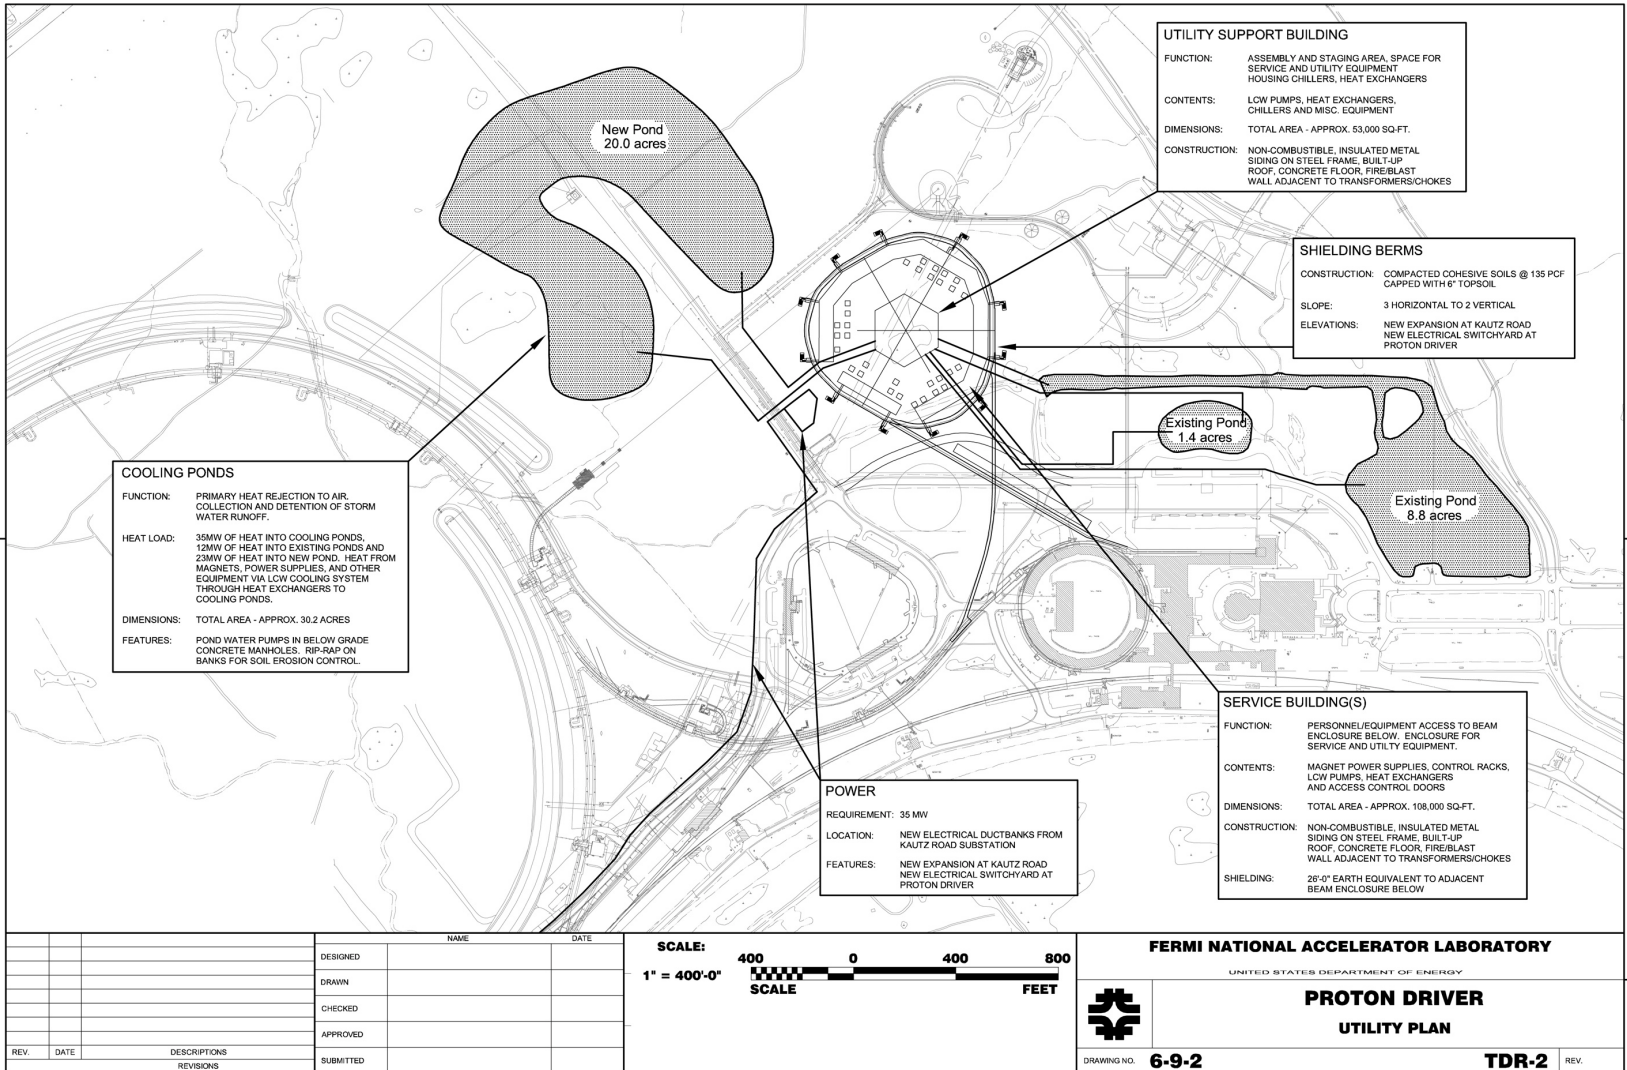 UTILITY SUPPORT BUILDING
FUNCTION: ASSEMBLY AND STAGING AREA, SPACE FOR
SERVICE AND UTILITY EQUIPMENT
HOUSING CHILLERS, HEAT EXCHANGERS
CONTENTS: LCW PUMPS, HEAT EXCHANGERS,
CHILLERS AND MISC. EQUIPMENT
DIMENSIONS: TOTAL AREA - APPROX. 53,000 SQ-FT.
CONSTRUCTION: NON-COMBUSTIBLE, INSULATED METAL
SIDING ON STEEL FRAME, BUILT-UP
ROOF, CONCRETE FLOOR, FIRE/BLAST
WALL ADJACENT TO TRANSFORMERS/CHOKES
New Pond
20.0 acres
SHIELDING BERMS
CONSTRUCTION: COMPACTED COHESIVE SOILS @ 135 PCF
CAPPED WITH 6" TOPSOIL
SLOPE: 3 HORIZONTAL TO 2 VERTICAL
ELEVATIONS: NEW EXPANSION AT KAUTZ ROAD
NEW ELECTRICAL SWITCHYARD AT
PROTON DRIVER
Existing Pond
1.4 acres
Existing Pond
8.8 acres
COOLING PONDS
FUNCTION: PRIMARY HEAT REJECTION TO AIR.
COLLECTION AND DETENTION OF STORM
WATER RUNOFF.
HEAT LOAD: 35MW OF HEAT INTO COOLING PONDS,
12MW OF HEAT INTO EXISTING PONDS AND
23MW OF HEAT INTO NEW POND. HEAT FROM
MAGNETS, POWER SUPPLIES, AND OTHER
EQUIPMENT VIA LCW COOLING SYSTEM
THROUGH HEAT EXCHANGERS TO
COOLING PONDS.
DIMENSIONS: TOTAL AREA - APPROX. 30.2 ACRES
FEATURES: POND WATER PUMPS IN BELOW GRADE
CONCRETE MANHOLES. RIP-RAP ON
BANKS FOR SOIL EROSION CONTROL.
SERVICE BUILDING(S)
FUNCTION: PERSONNEL/EQUIPMENT ACCESS TO BEAM
ENCLOSURE BELOW. ENCLOSURE FOR
SERVICE AND UTILTY EQUIPMENT.
CONTENTS: MAGNET POWER SUPPLIES, CONTROL RACKS,
LCW PUMPS, HEAT EXCHANGERS
AND ACCESS CONTROL DOORS
DIMENSIONS: TOTAL AREA - APPROX. 108,000 SQ-FT.
CONSTRUCTION: NON-COMBUSTIBLE, INSULATED METAL
SIDING ON STEEL FRAME, BUILT-UP
ROOF, CONCRETE FLOOR, FIRE/BLAST
WALL ADJACENT TO TRANSFORMERS/CHOKES
SHIELDING: 26'-0" EARTH EQUIVALENT TO ADJACENT
BEAM ENCLOSURE BELOW
POWER
REQUIREMENT: 35 MW
LOCATION: NEW ELECTRICAL DUCTBANKS FROM
KAUTZ ROAD SUBSTATION
FEATURES: NEW EXPANSION AT KAUTZ ROAD
NEW ELECTRICAL SWITCHYARD AT
PROTON DRIVER
REV. DATE DESCRIPTIONS
REVISIONS
NAME DATE
DESIGNED
DRAWN
CHECKED
APPROVED
SUBMITTED
SCALE:
1" = 400'-0"
400 0 400 800
SCALE FEET
FERMI NATIONAL ACCELERATOR LABORATORY
UNITED STATES DEPARTMENT OF ENERGY
PROTON DRIVER
UTILITY PLAN
DRAWING NO. 6-9-2 TDR-2 REV.